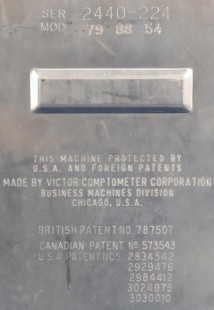 SER 2440-224
MOD 79 88 54
THIS MACHINE PROTECTED BY
U.S.A. AND FOREIGN PATENTS
MADE BY VICTOR COMPTOMETER CORPORATION
BUSINESS MACHINES DIVISION
CHICAGO, U.S.A.
BRITISH PATENT NO. 787507
CANADIAN PATENT Nº 573543
U.S.A. PATENT NOS. 2834542
2929476
2984412
3024975
3030010